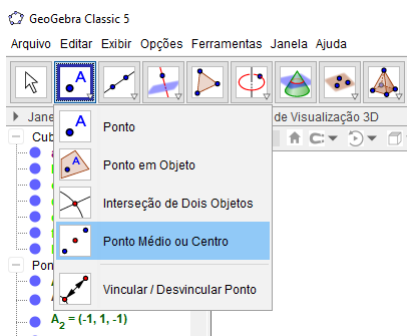 GeoGebra Classic 5
Arquivo Editar Exibir Opções Ferramentas Janela Ajuda
A
Jane
de Visualização 3D
Cub
A Ponto
A Ponto em Objeto
Interseção de Dois Objetos
Ponto Médio ou Centro
Pon
Vincular / Desvincular Ponto
A₂ = (-1, 1, -1)